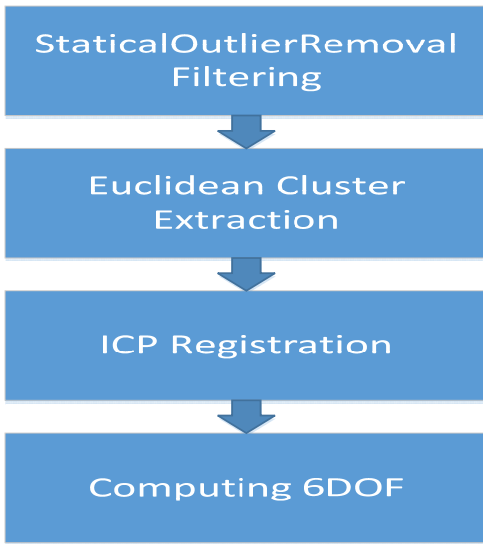 StaticalOutlierRemoval
Filtering
Euclidean Cluster
Extraction
ICP Registration
Computing 6DOF